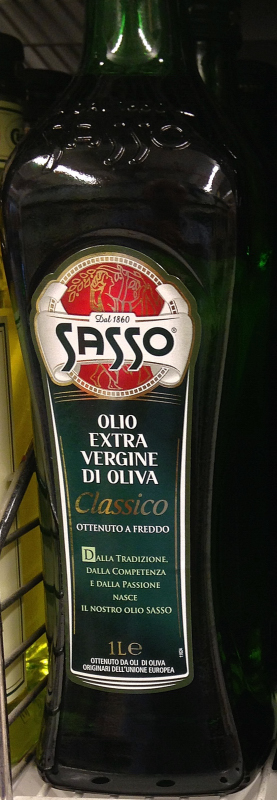 Sasso
Dal 1860
SASSO®
OLIO
EXTRA
VERGINE
DI OLIVA
Classico
OTTENUTO A FREDDO
DALLA TRADIZIONE,
DALLA COMPETENZA
E DALLA PASSIONE
NASCE
IL NOSTRO OLIO SASSO
1L℮
OTTENUTO DA OLI DI OLIVA
ORIGINARI DELL'UNIONE EUROPEA